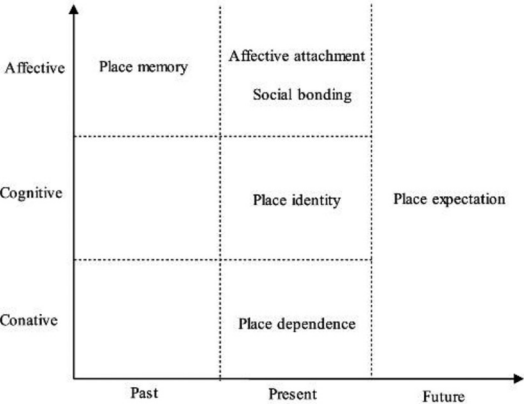 Affective
Place memory
Affective attachment
Social bonding
Cognitive
Place identity
Place expectation
Conative
Place dependence
Past
Present
Future